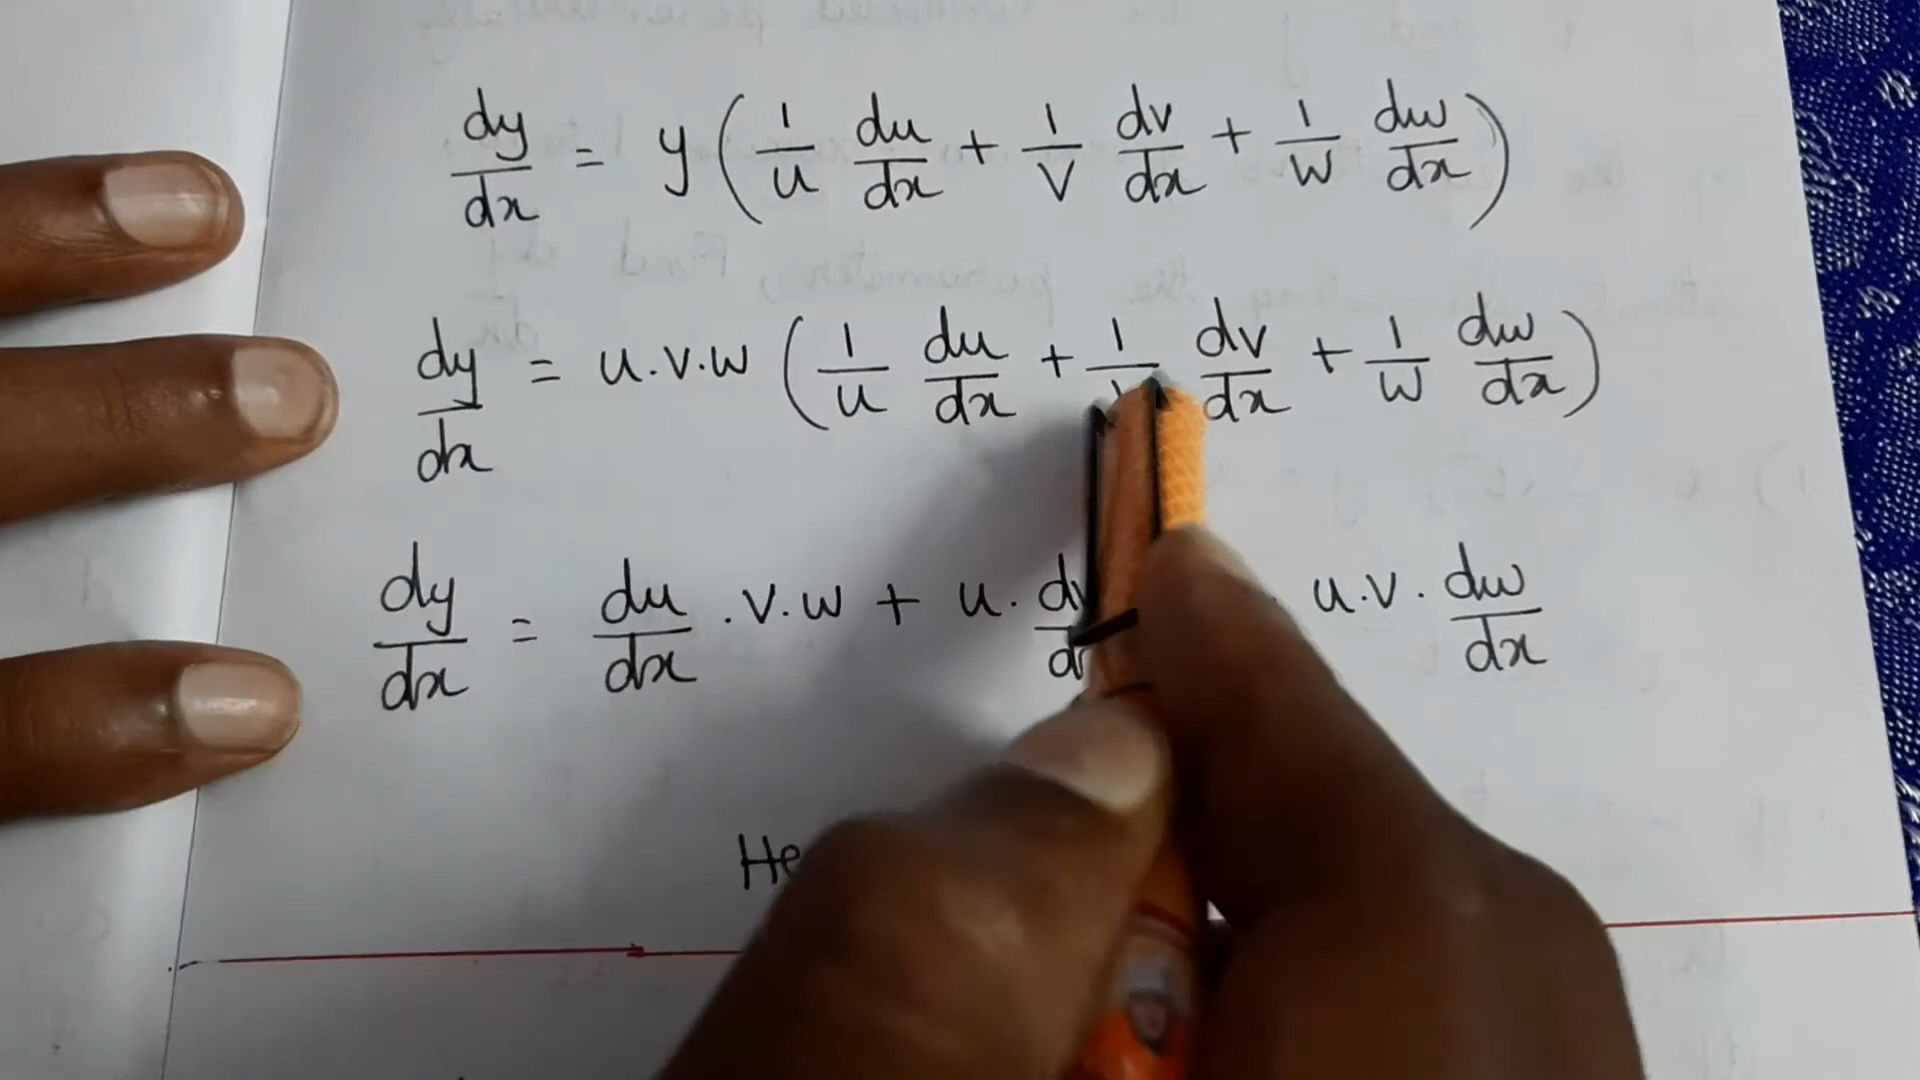 dy/dx = y ( 1/u du/dx + 1/v dv/dx + 1/w dw/dx )
dy/dx = u.v.w ( 1/u du/dx + 1/v dv/dx + 1/w dw/dx )
dy/dx = du/dx . v.w + u. dv u.v. dw/dx